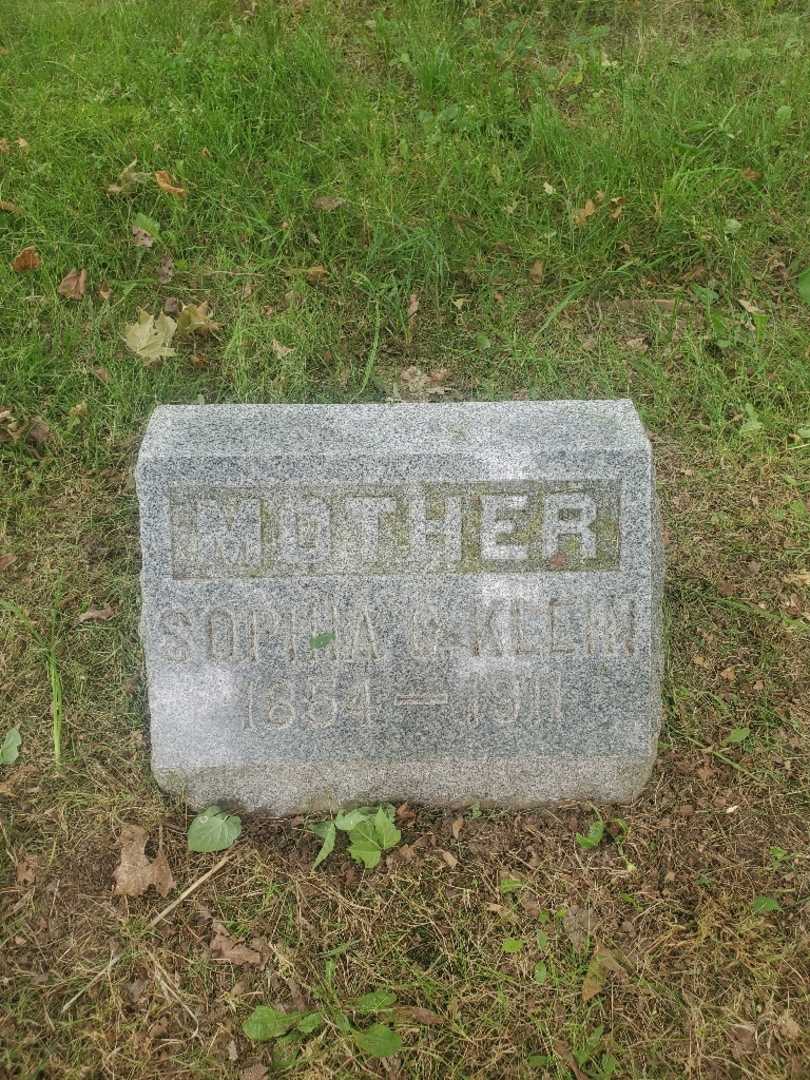 MOTHER
SOPHIA C. KLEIN
1854 — 1911